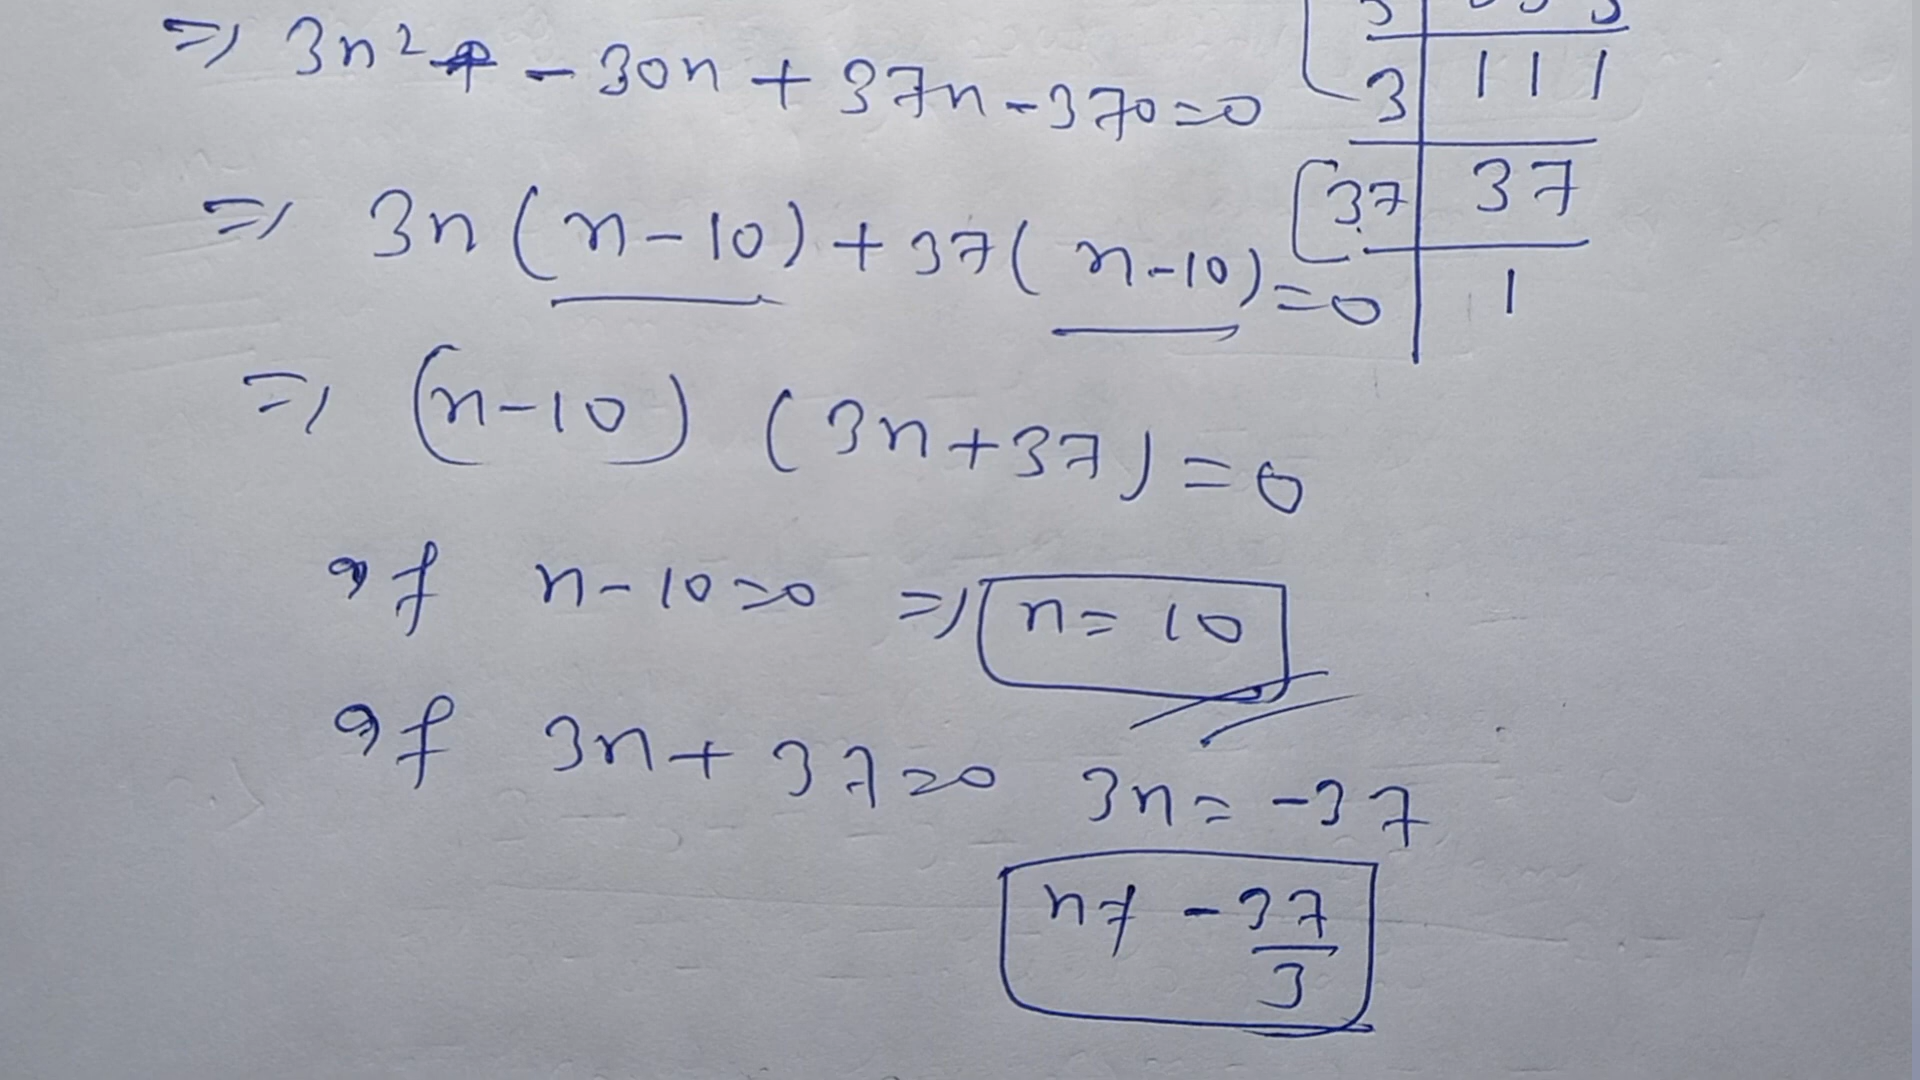 => 3n² - 30n + 37n - 370 = 0
=> 3n (n-10) + 37 (n-10) = 0
=> (n-10) (3n+37) = 0
If n-10=0 => n= 10
If 3n+37=0 3n= -37
n≠ -37/3
3 | 111
37 | 37
1